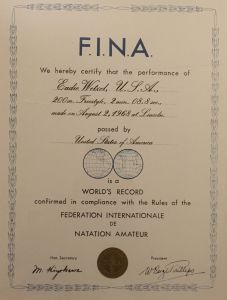 F.I.N.A.
We hereby certify that the performance of
Eadie Wetzel, U.S.A.,
200m. Freestyle, 2 min. 08.8 s.,
made on August 2, 1968 at Lincoln.
passed by
United States of America
is a
WORLD'S RECORD
confirmed in compliance with the Rules of the
FEDERATION INTERNATIONALE
DE
NATATION AMATEUR
Hon. Secretary
President